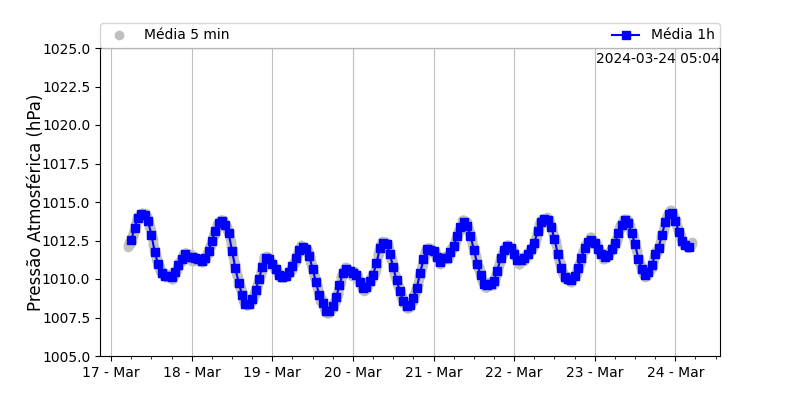 Média 5 min
Média 1h
2024-03-24 05:04
Pressão Atmosférica (hPa)
1025.0
1022.5
1020.0
1017.5
1015.0
1012.5
1010.0
1007.5
1005.0
17 - Mar
18 - Mar
19 - Mar
20 - Mar
21 - Mar
22 - Mar
23 - Mar
24 - Mar